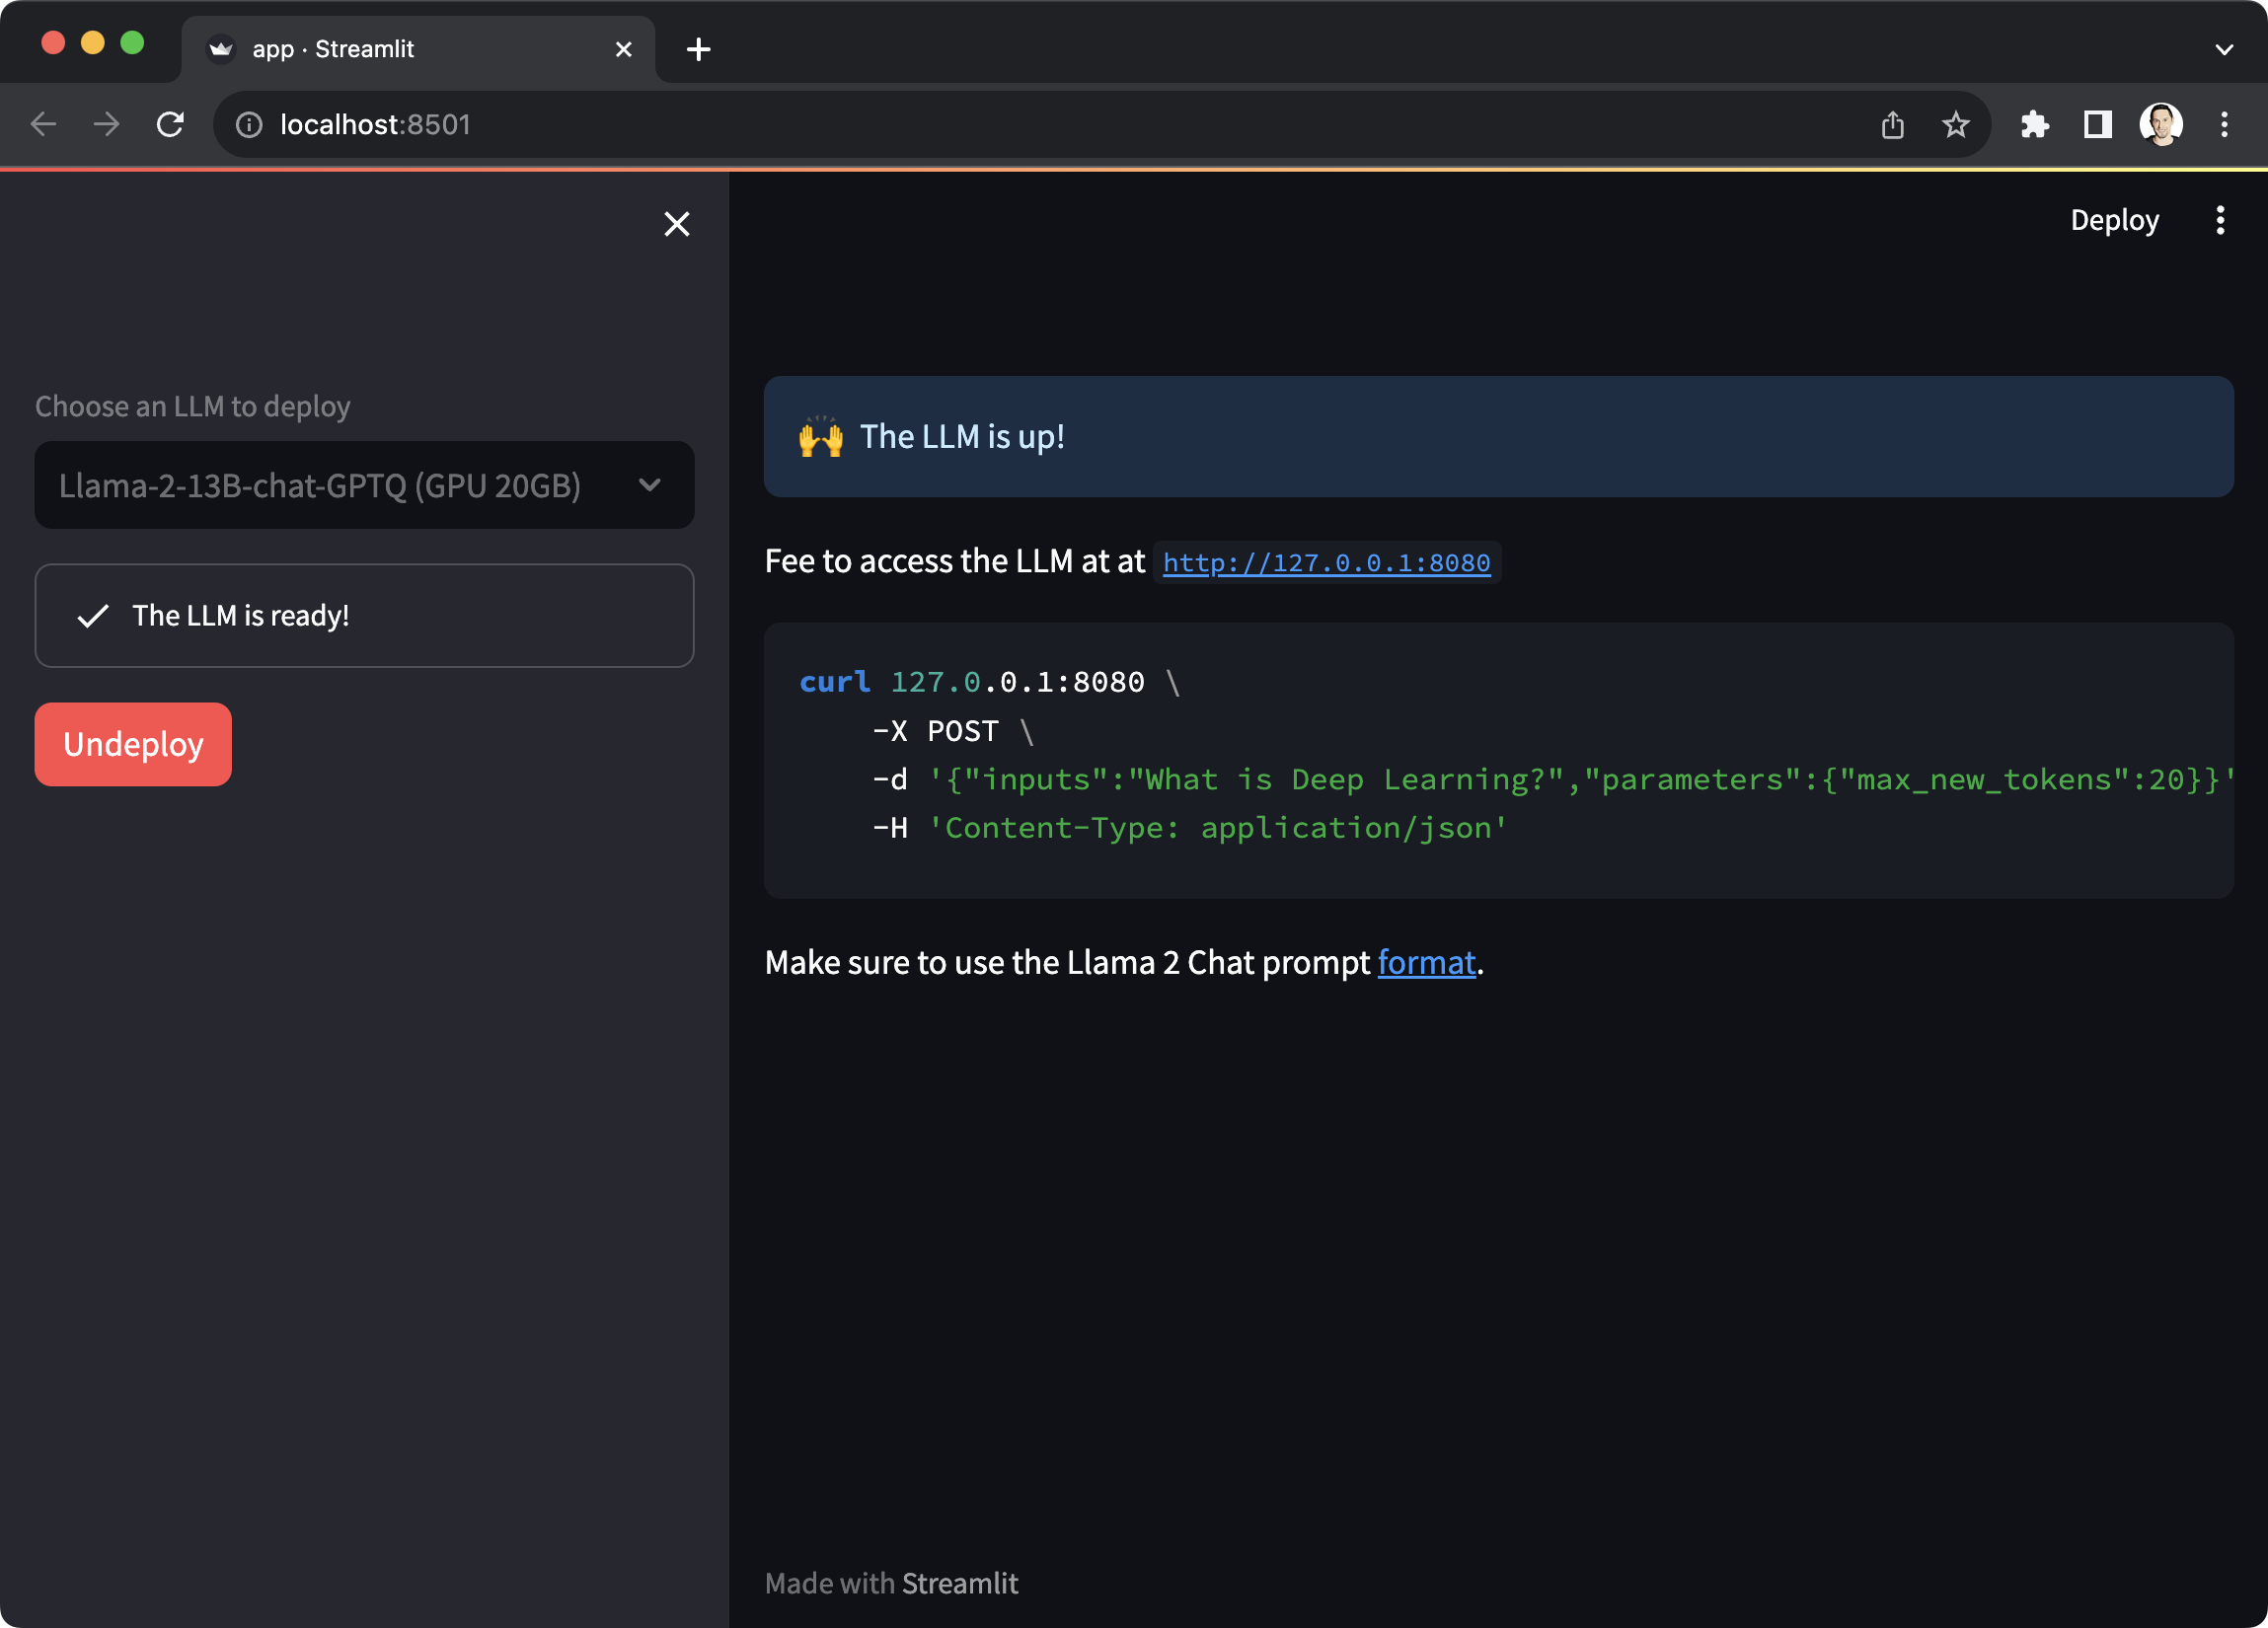 app · Streamlit
localhost:8501
Deploy
Choose an LLM to deploy
Llama-2-13B-chat-GPTQ (GPU 20GB)
The LLM is ready!
Undeploy
🙌 The LLM is up!
Fee to access the LLM at at http://127.0.0.1:8080
curl 127.0.0.1:8080 \
    -X POST \
    -d '{"inputs":"What is Deep Learning?","parameters":{"max_new_tokens":20}}'
    -H 'Content-Type: application/json'
Make sure to use the Llama 2 Chat prompt format.
Made with Streamlit